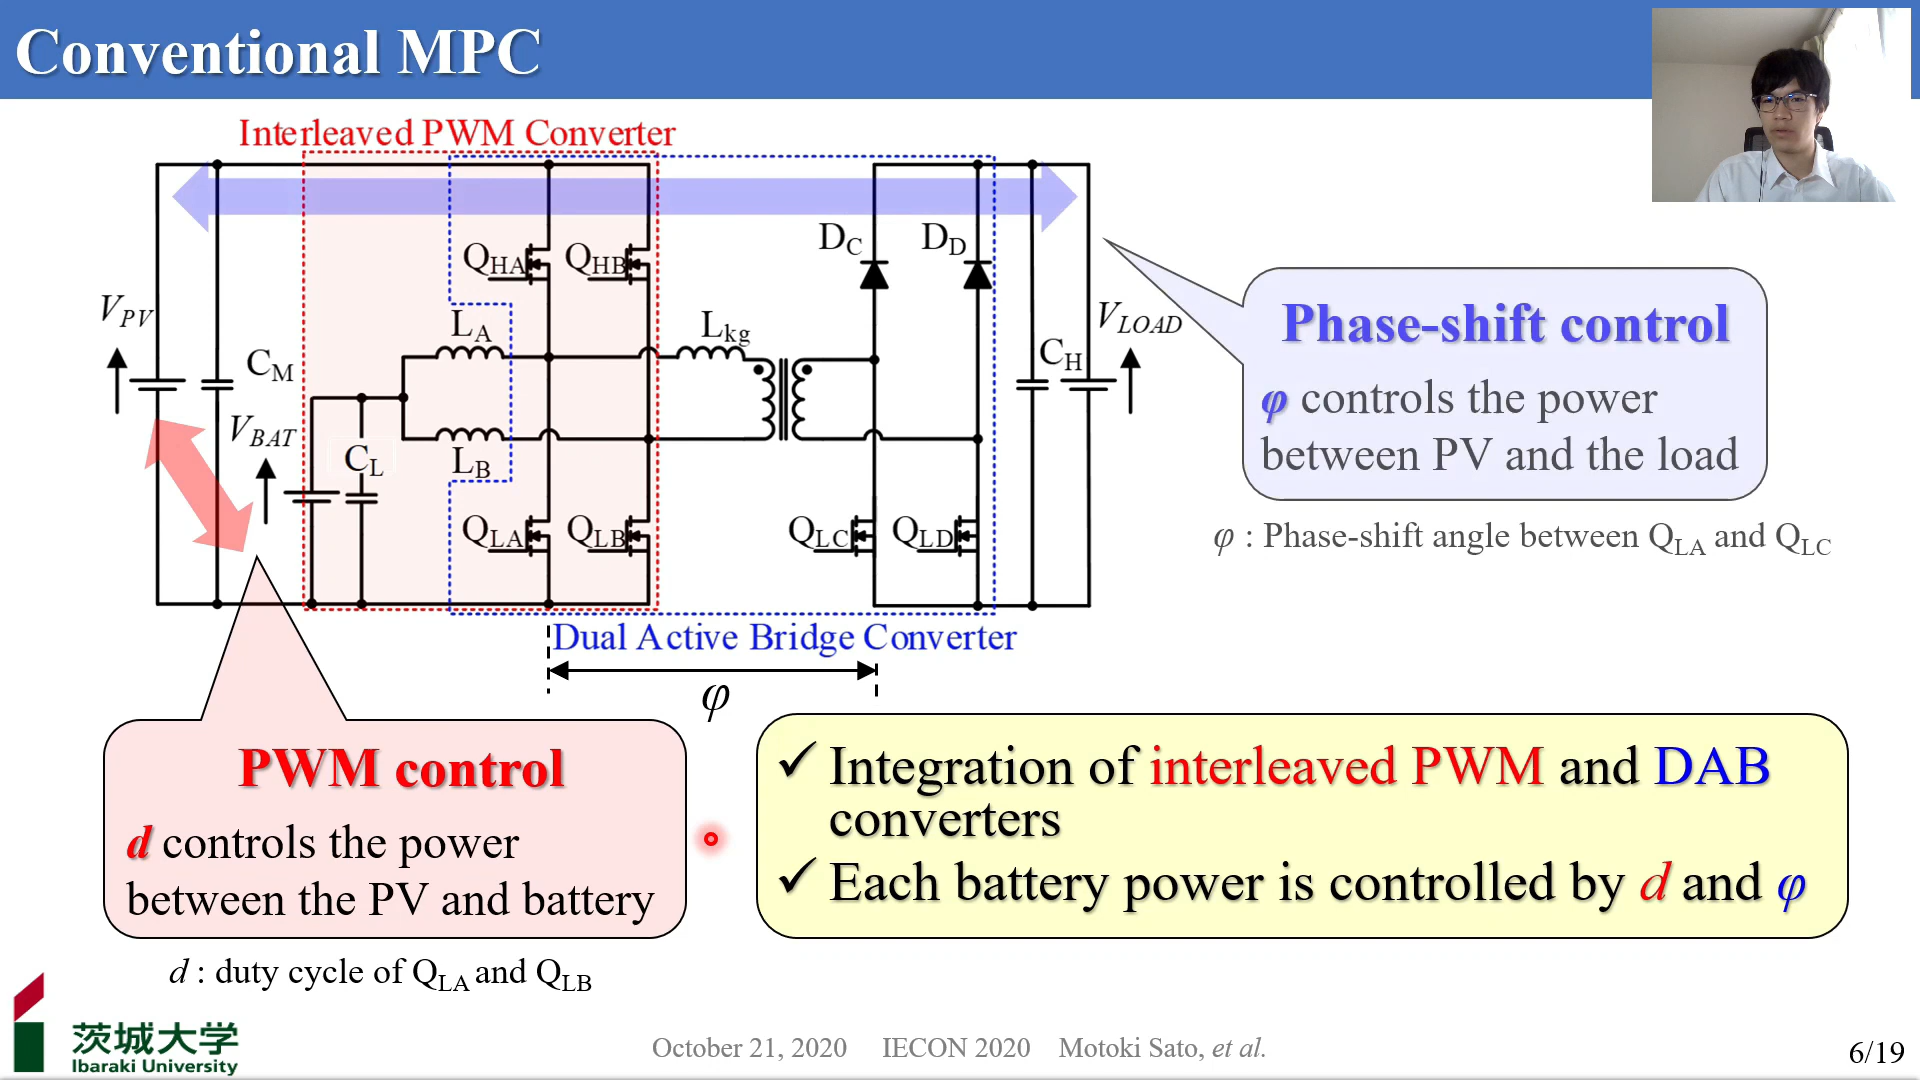 Conventional MPC
Interleaved PWM Converter
Q_HA
Q_HB
D_C
D_D
V_PV
C_M
L_A
L_kg
C_H
V_LOAD
V_BAT
C_L
L_B
Q_LA
Q_LB
Q_LC
Q_LD
Dual Active Bridge Converter
φ
Phase-shift control
φ controls the power
between PV and the load
φ : Phase-shift angle between Q_LA and Q_LC
PWM control
d controls the power
between the PV and battery
d : duty cycle of Q_LA and Q_LB
✓ Integration of interleaved PWM and DAB
converters
✓ Each battery power is controlled by d and φ
茨城大学
Ibaraki University
October 21, 2020 IECON 2020 Motoki Sato, et al.
6/19